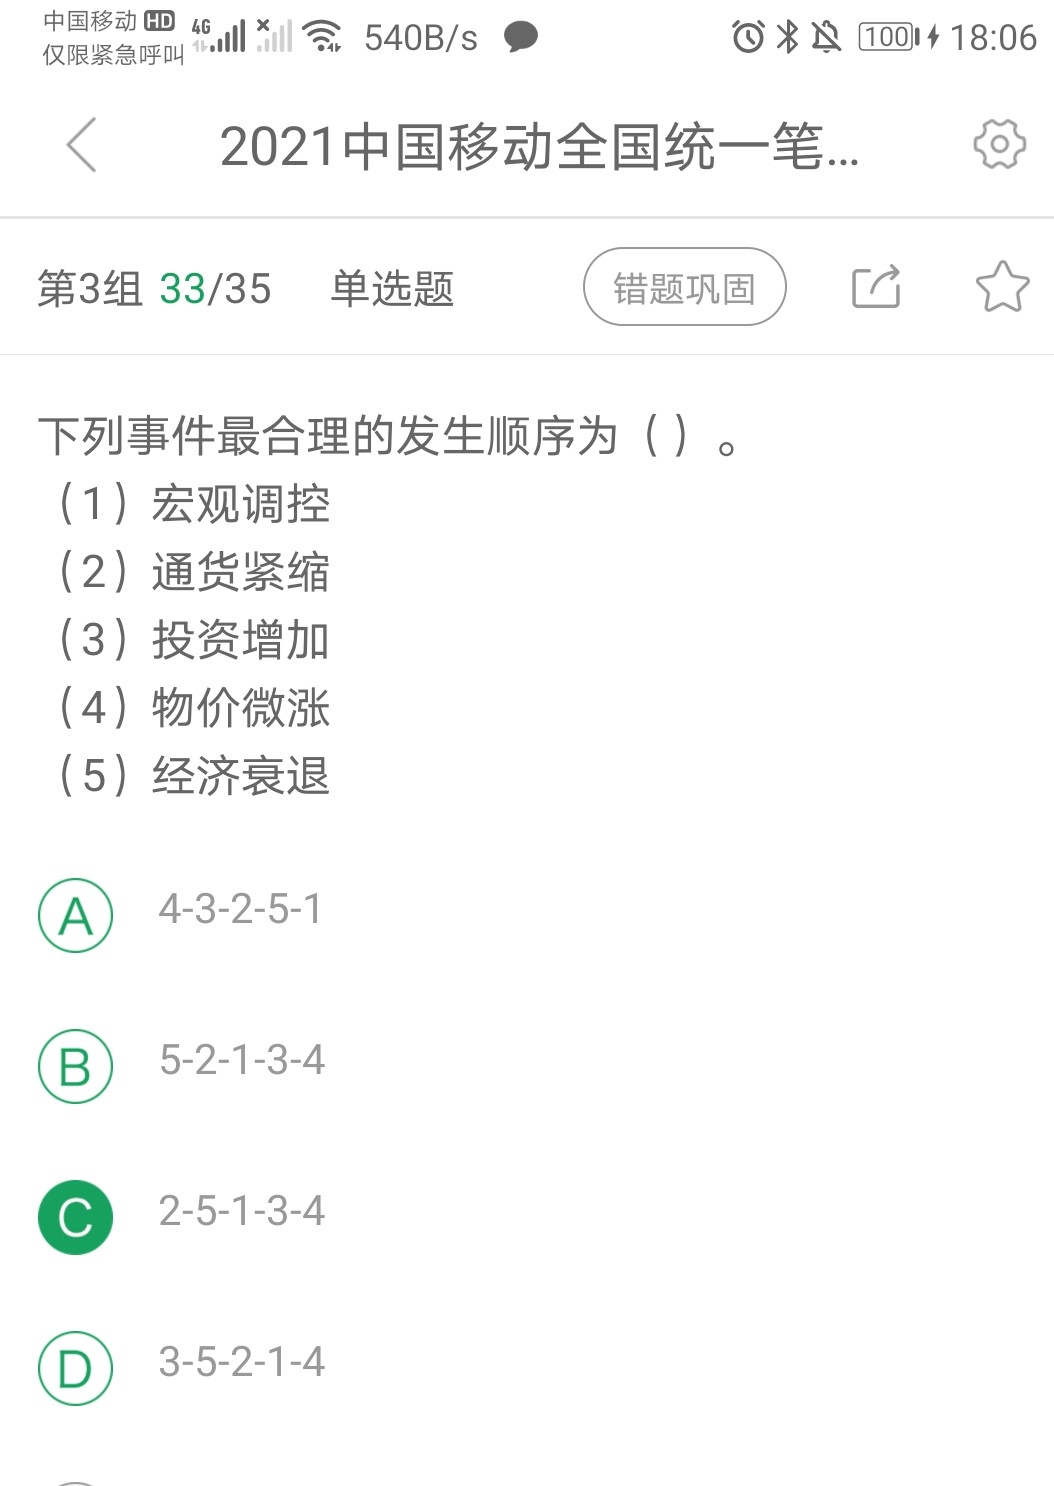 中国移动 HD 4G 540B/s 100 18:06
仅限紧急呼叫
2021中国移动全国统一笔...
第3组 33/35 单选题 错题巩固
下列事件最合理的发生顺序为（ ）。
（1）宏观调控
（2）通货紧缩
（3）投资增加
（4）物价微涨
（5）经济衰退
A 4-3-2-5-1
B 5-2-1-3-4
C 2-5-1-3-4
D 3-5-2-1-4